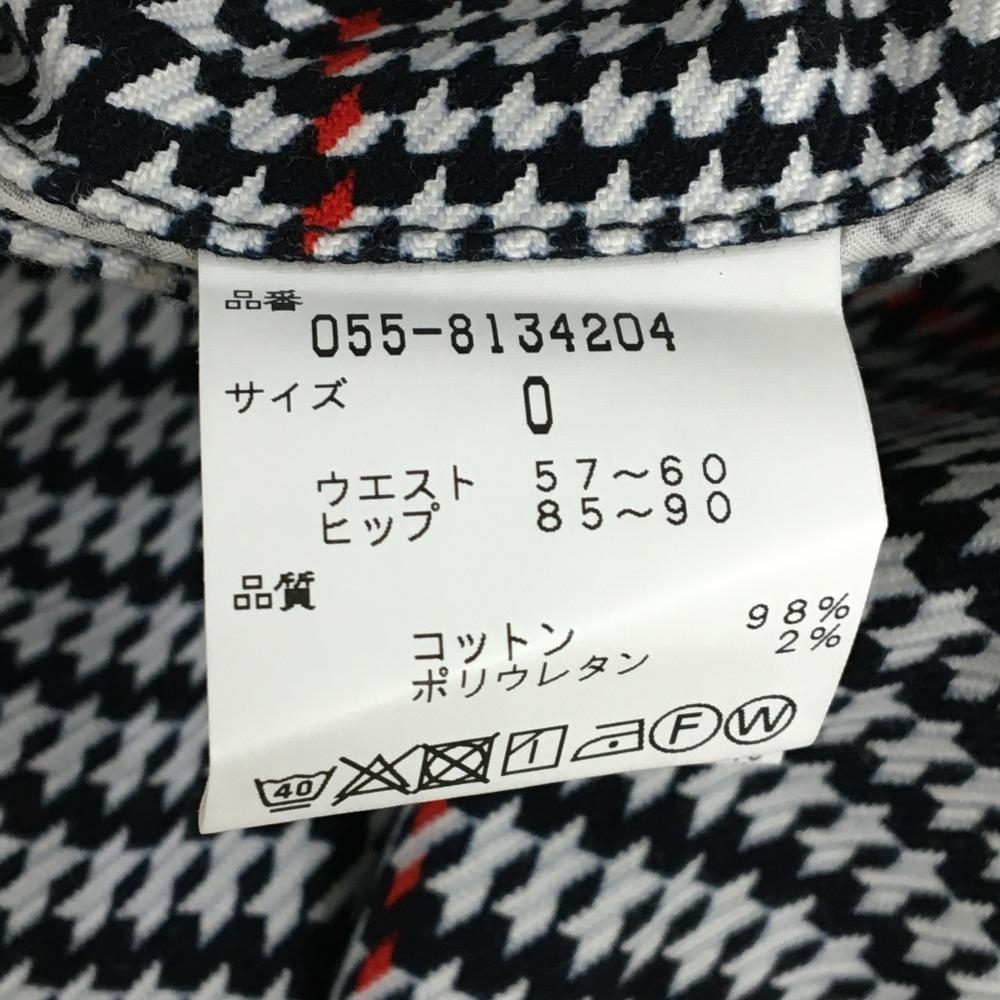 品番
055-8134204
サイズ 0
ウエスト 57～60
ヒップ 85～90
品質
コットン 98%
ポリウレタン 2%
40 F W